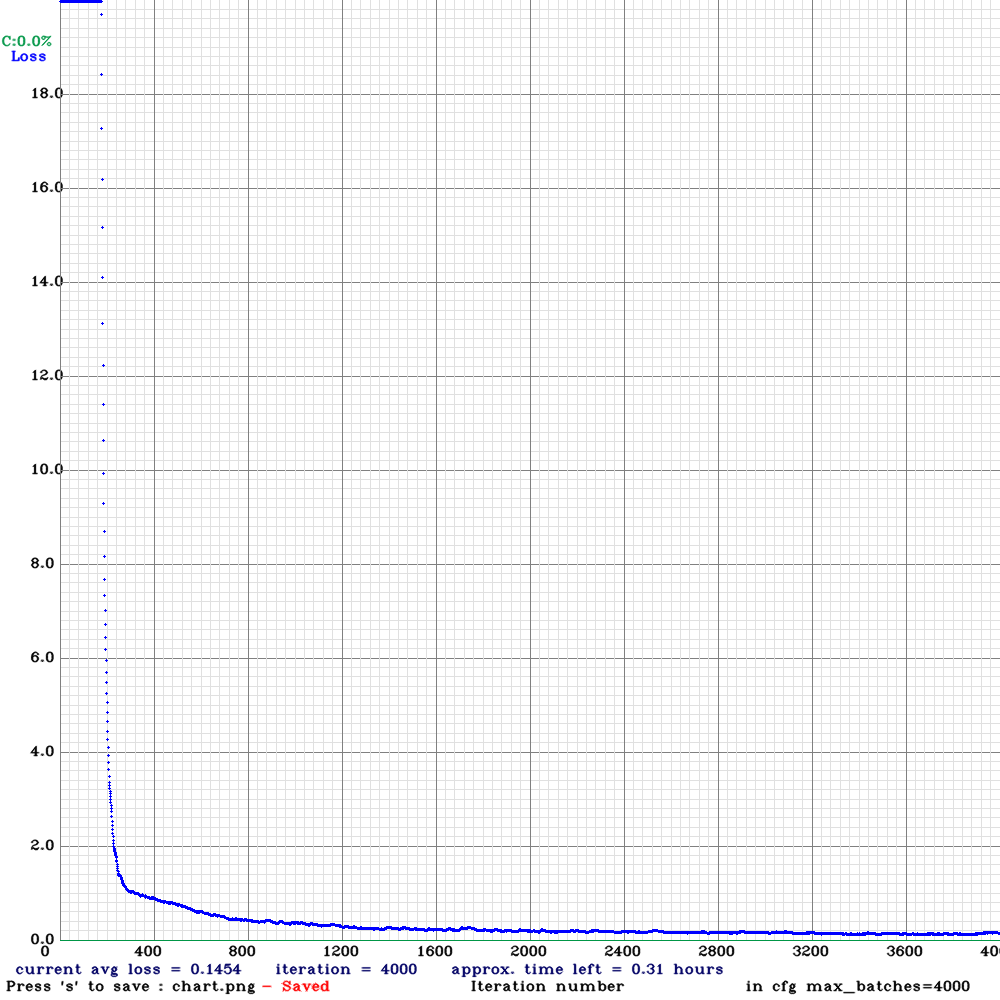 C:0.0%
Loss
18.0
16.0
14.0
12.0
10.0
8.0
6.0
4.0
2.0
0.0
0 400 800 1200 1600 2000 2400 2800 3200 3600 40
current avg loss = 0.1454 iteration = 4000 approx. time left = 0.31 hours
Press 's' to save : chart.png - Saved Iteration number in cfg max_batches=4000